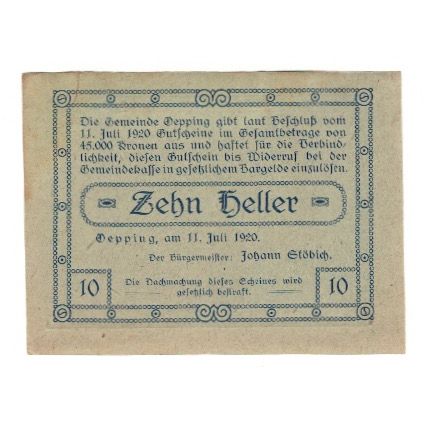 Die Gemeinde Oepping gibt laut Beschluß vom
11. Juli 1920 Gutscheine im Gesamtbetrage von
45.000 Kronen aus und haftet für die Verbind-
lichkeit, diesen Gutschein bis Widerruf bei der
Gemeindekasse in gesetzlichem Bargelde einzulösen.
Zehn Heller
Oepping, am 11. Juli 1920.
Der Bürgermeister: Johann Stöbich.
10
Die Nachmachung dieses Scheines wird
gesetzlich bestraft.
10